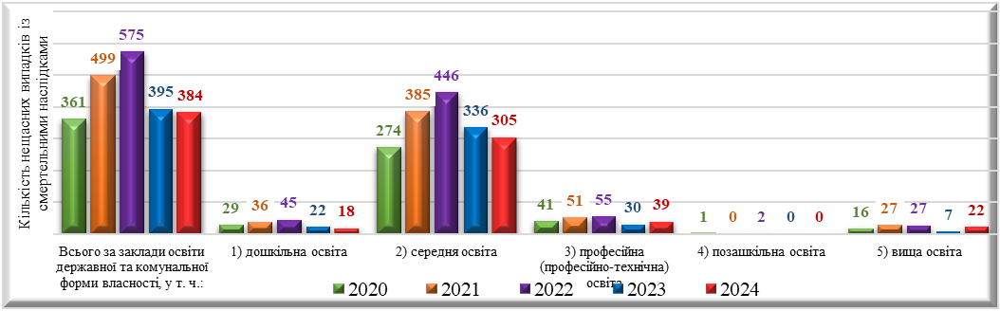 Кількість нещасних випадків із
смертельними наслідками
361 499 575 395 384
29 36 45 22 18
274 385 446 336 305
41 51 55 30 39
1 0 2 0 0
16 27 27 7 22
Всього за заклади освіти
державної та комунальної
форми власності, у т. ч.:
1) дошкільна освіта
2) середня освіта
3) професійна
(професійно-технічна)
освіта
4) позашкільна освіта
5) вища освіта
2020 2021 2022 2023 2024